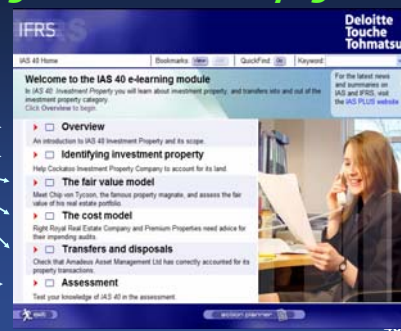 IFRS
Deloitte
Touche
Tohmatsu
IAS 40 Home
Bookmarks
QuickFind
Keyword:
Welcome to the IAS 40 e-learning module
In IAS 40: Investment Property you will learn about investment property, and transfers into and out of the
investment property category.
Click Overview to begin.
For the latest news
and summaries on
IAS and IFRS, visit
the IAS PLUS website
Overview
An introduction to IAS 40 Investment Property and its scope.
Identifying investment property
Help Cockatoo Investment Property Company to account for its land.
The fair value model
Meet Chip von Tycson, the famous property magnate, and assess the fair
value of his real estate portfolio.
The cost model
Right Royal Real Estate Company and Premium Properties need advice for
their impending audits.
Transfers and disposals
Check that Amadeus Asset Management Ltd has correctly accounted for its
property transactions.
Assessment
Test your knowledge of IAS 40 in the assessment.
exit
action planner